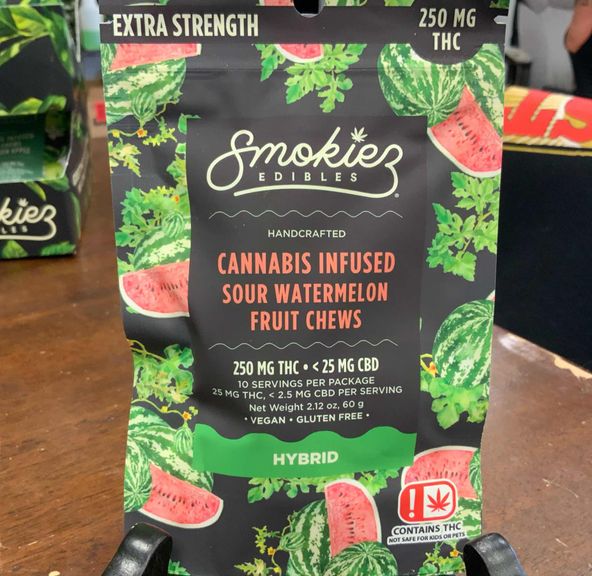 EXTRA STRENGTH
250 MG
THC
Smokiez
EDIBLES
®
HANDCRAFTED
CANNABIS INFUSED
SOUR WATERMELON
FRUIT CHEWS
250 MG THC • < 25 MG CBD
10 SERVINGS PER PACKAGE
25 MG THC, < 2.5 MG CBD PER SERVING
Net Weight 2.12 oz, 60 g
• VEGAN • GLUTEN FREE •
HYBRID
!
CONTAINS THC
NOT SAFE FOR KIDS OR PETS
kiez